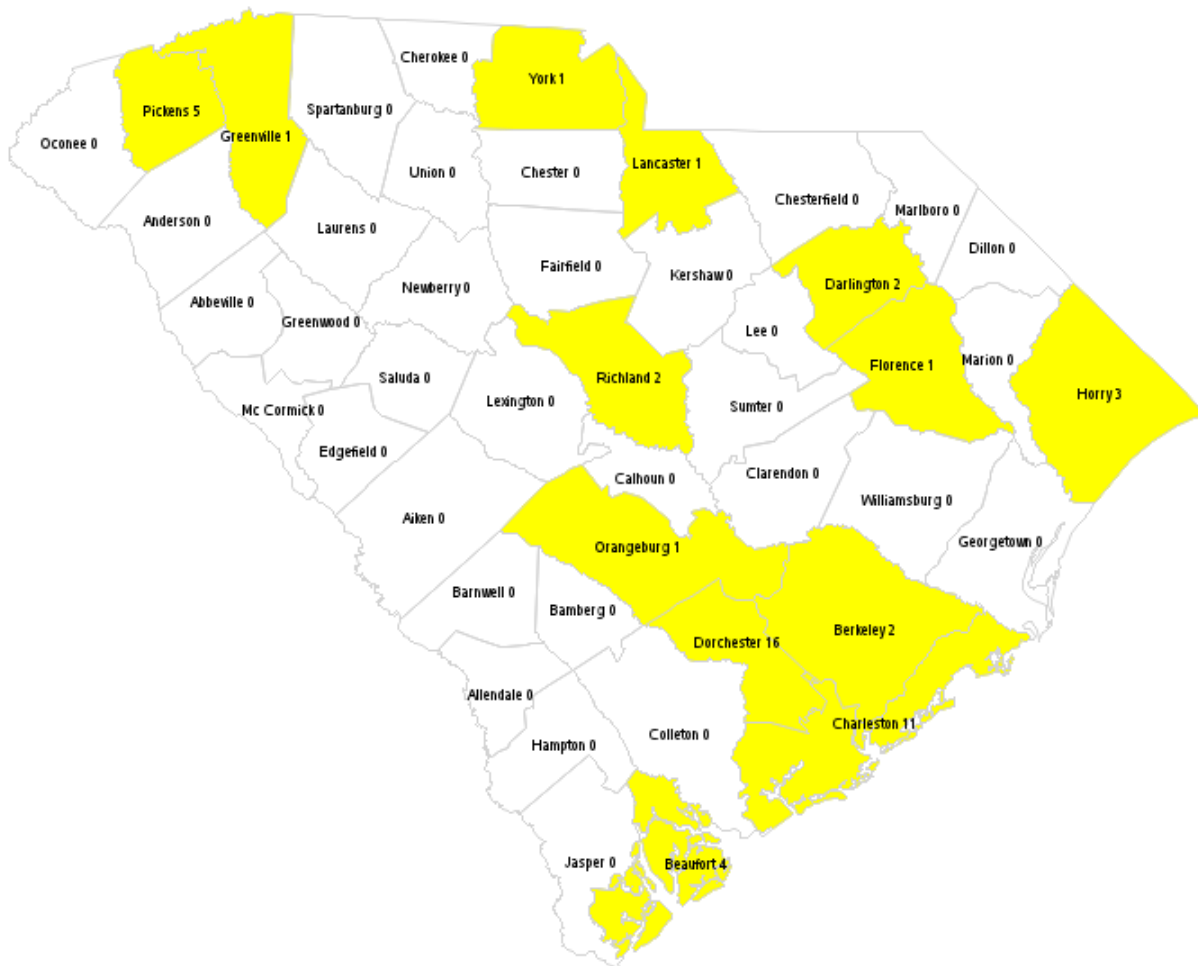 Cherokee 0
York 1
Pickens 5
Spartanburg 0
Greenville 1
Oconee 0
Union 0
Chester 0
Lancaster 1
Chesterfield 0
Marlboro 0
Anderson 0
Laurens 0
Dillon 0
Fairfield 0
Kershaw 0
Newberry 0
Darlington 2
Abbeville 0
Greenwood 0
Lee 0
Marion 0
Florence 1
Saluda 0
Richland 2
Horry 3
Lexington 0
Sumter 0
Mc Cormick 0
Edgefield 0
Calhoun 0
Clarendon 0
Williamsburg 0
Aiken 0
Orangeburg 1
Georgetown 0
Barnwell 0
Bamberg 0
Berkeley 2
Dorchester 16
Allendale 0
Charleston 11
Colleton 0
Hampton 0
Jasper 0
Beaufort 4